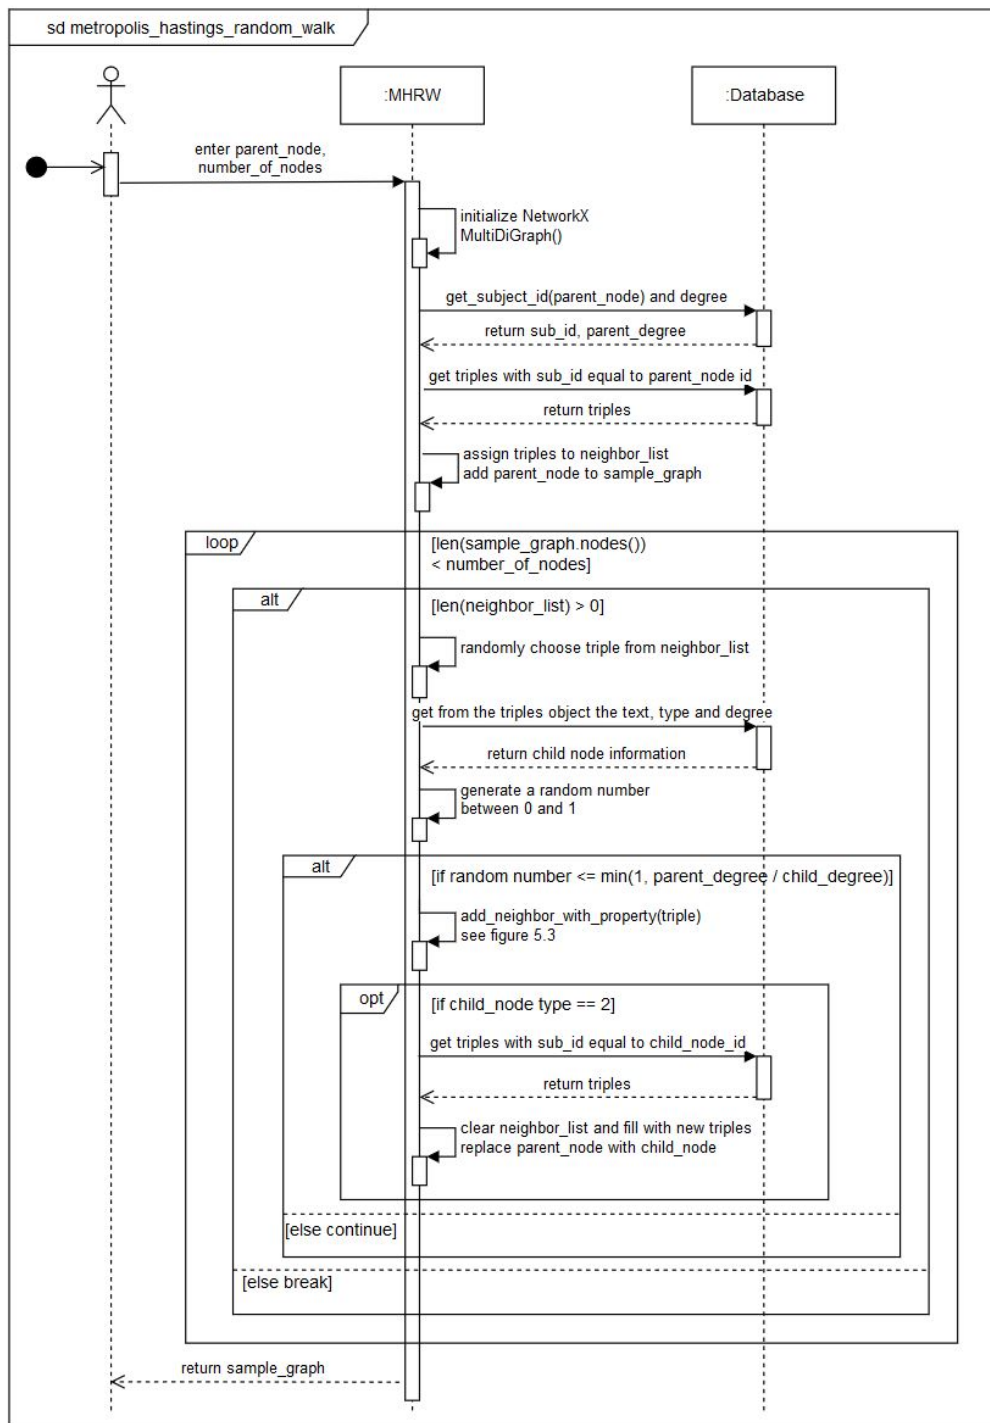 sd metropolis_hastings_random_walk
:MHRW
:Database
enter parent_node,
number_of_nodes
initialize NetworkX
MultiDiGraph()
get_subject_id(parent_node) and degree
return sub_id, parent_degree
get triples with sub_id equal to parent_node id
return triples
assign triples to neighbor_list
add parent_node to sample_graph
loop
[len(sample_graph.nodes())
< number_of_nodes]
alt
[len(neighbor_list) > 0]
randomly choose triple from neighbor_list
get from the triples object the text, type and degree
return child node information
generate a random number
between 0 and 1
alt
[if random number <= min(1, parent_degree / child_degree)]
add_neighbor_with_property(triple)
see figure 5.3
opt
[if child_node type == 2]
get triples with sub_id equal to child_node_id
return triples
clear neighbor_list and fill with new triples
replace parent_node with child_node
[else continue]
[else break]
return sample_graph